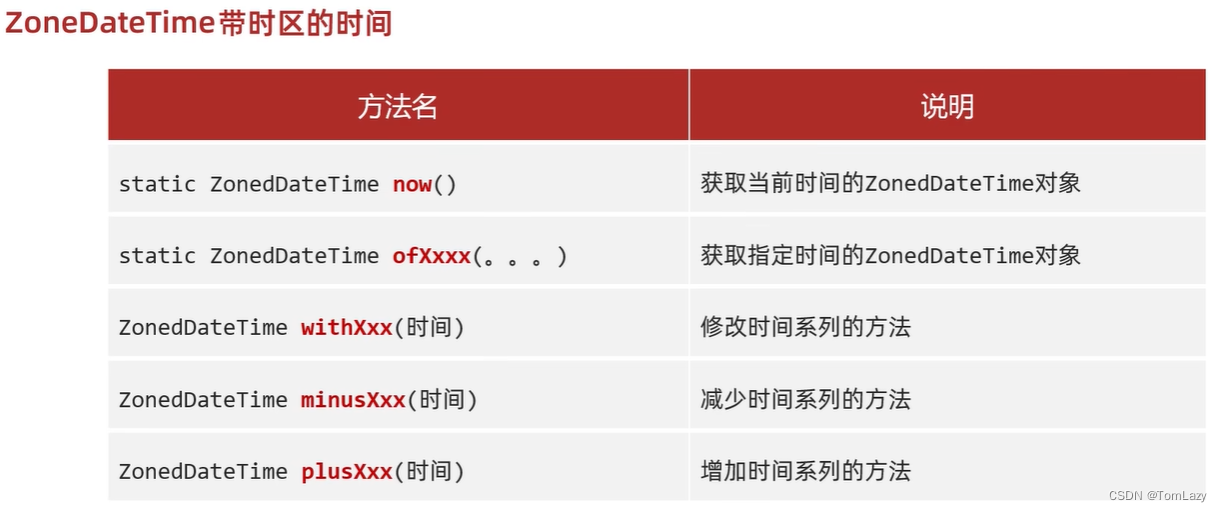 ZoneDateTime带时区的时间
方法名 说明
static ZonedDateTime now() 获取当前时间的ZonedDateTime对象
static ZonedDateTime ofXxxx(。。。) 获取指定时间的ZonedDateTime对象
ZonedDateTime withXxx(时间) 修改时间系列的方法
ZonedDateTime minusXxx(时间) 减少时间系列的方法
ZonedDateTime plusXxx(时间) 增加时间系列的方法
CSDN @TomLazy